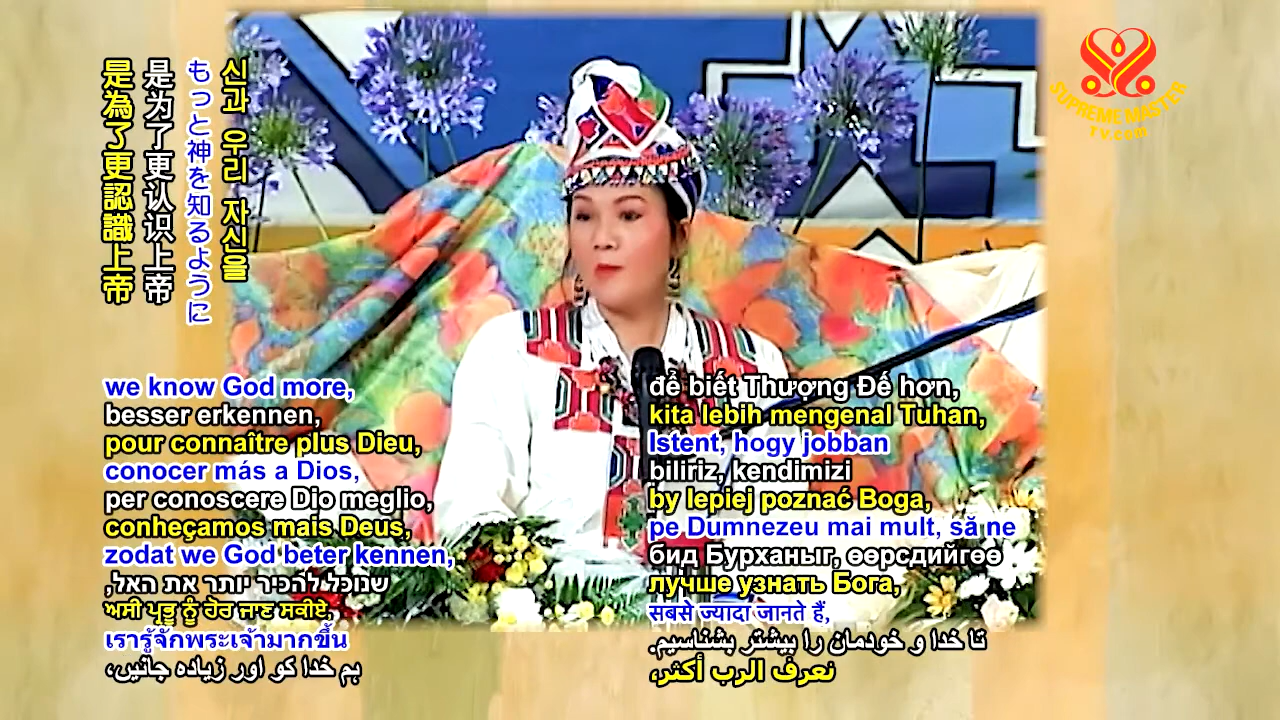 신과 우리 자신을
もっと神を知るように
是为了更认识上帝
是為了更認識上帝
SUPREME MASTER
TV.com
we know God more,
besser erkennen,
pour connaître plus Dieu,
conocer más a Dios,
per conoscere Dio meglio,
conheçamos mais Deus,
zodat we God beter kennen,
שנוכל להכיר יותר את האל,
ਅਸੀ ਪ੍ਰਭੂ ਨੂੰ ਹੋਰ ਜਾਣ ਸਕੀਏ,
เรารู้จักพระเจ้ามากขึ้น
ہم خدا کو اور زیادہ جانیں،
để biết Thượng Đế hơn,
kita lebih mengenal Tuhan,
Istent, hogy jobban
biliriz, kendimizi
by lepiej poznać Boga,
pe Dumnezeu mai mult, să ne
бид Бурханыг, өөрсдийгөө
лучше узнать Бога,
सबसे ज्यादा जानते हैं,
تا خدا و خودمان را بیشتر بشناسیم.
نعرف الرب أكثر،